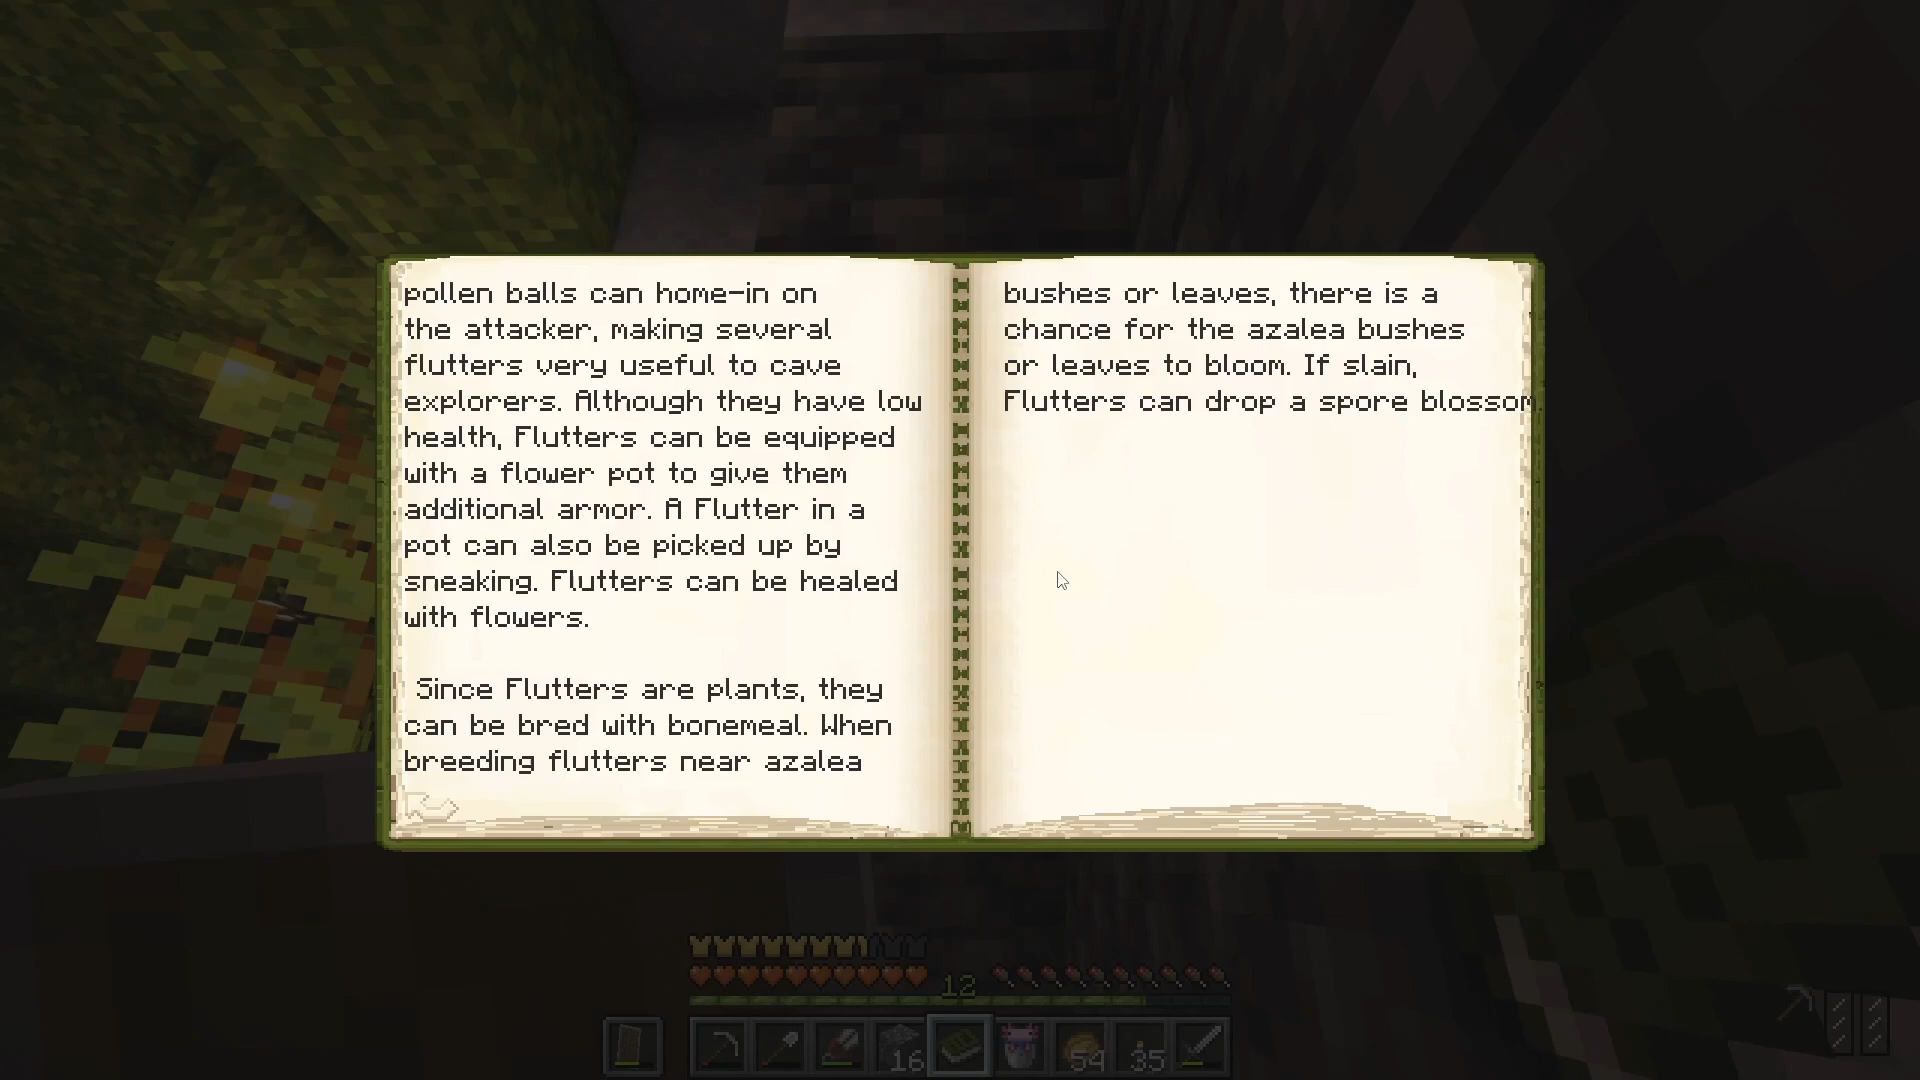 pollen balls can home-in on
the attacker, making several
flutters very useful to cave
explorers. Although they have low
health, Flutters can be equipped
with a flower pot to give them
additional armor. A Flutter in a
pot can also be picked up by
sneaking. Flutters can be healed
with flowers.
Since Flutters are plants, they
can be bred with bonemeal. When
breeding flutters near azalea
bushes or leaves, there is a
chance for the azalea bushes
or leaves to bloom. If slain,
Flutters can drop a spore blossom.
12
16
54
35